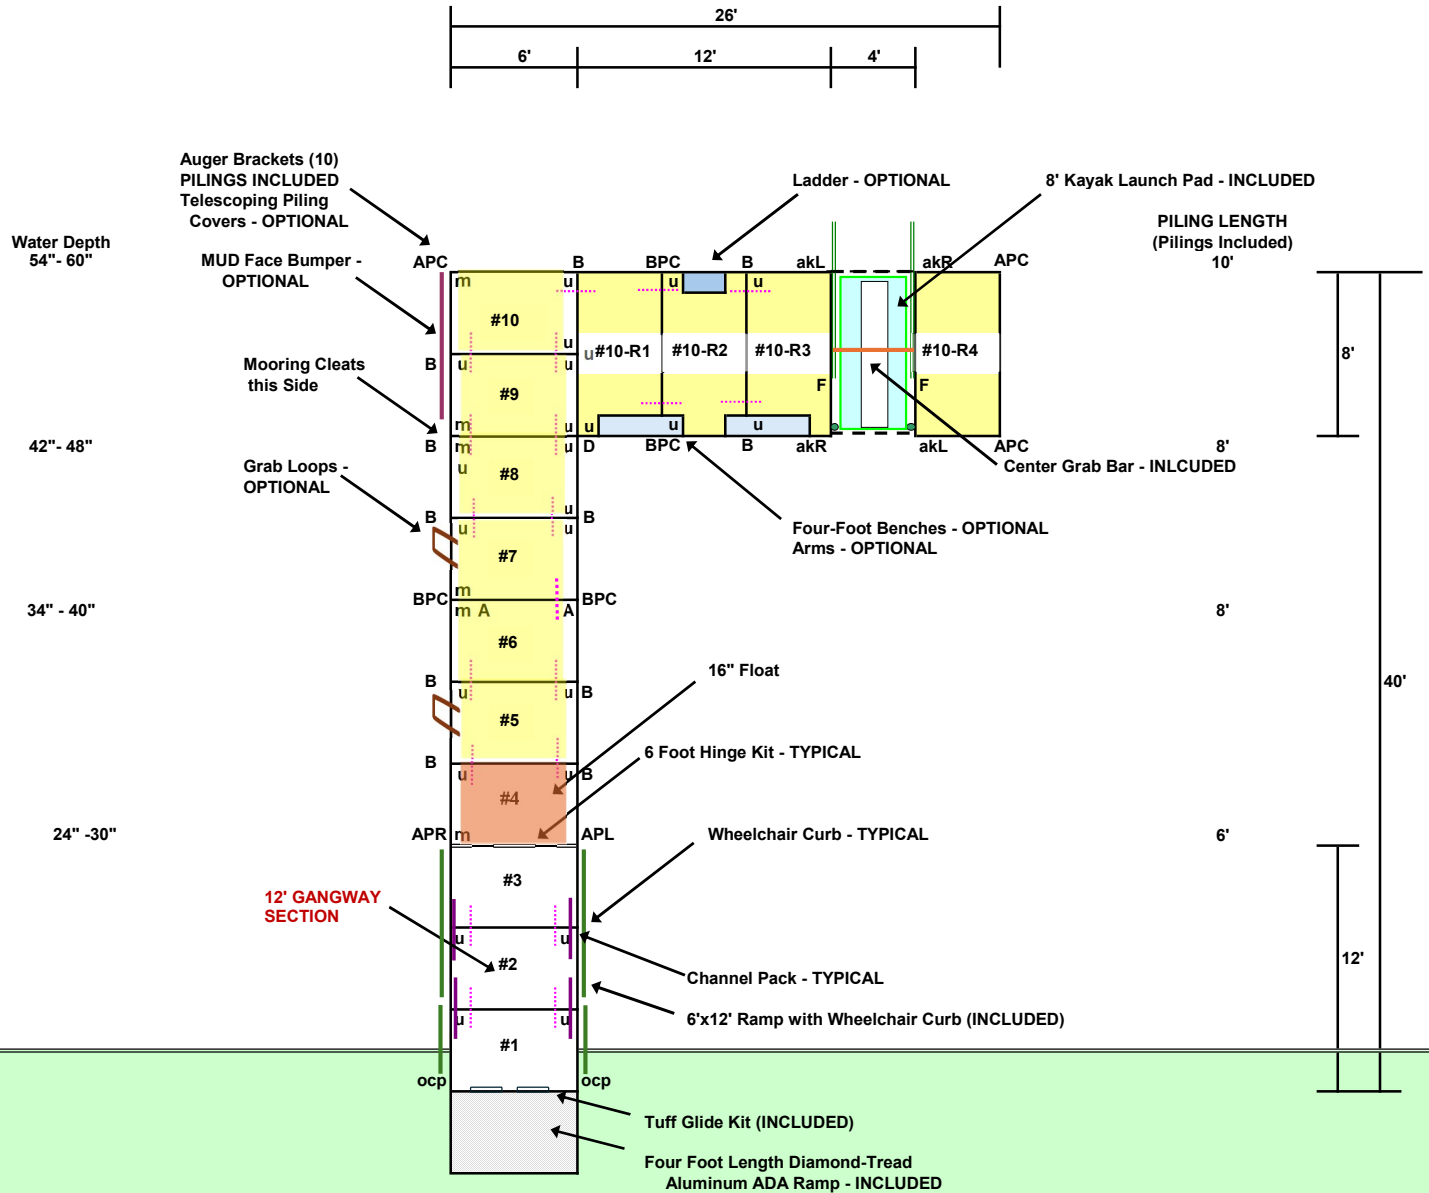 26'
6'
12'
4'
Auger Brackets (10)
PILINGS INCLUDED
Telescoping Piling
Covers - OPTIONAL
Ladder - OPTIONAL
8' Kayak Launch Pad - INCLUDED
PILING LENGTH
(Pilings Included)
10'
Water Depth
54"- 60"
MUD Face Bumper -
OPTIONAL
APC
B
BPC
B
akL
akR
APC
m
u
u
u
#10
u
B
u
u
u
#10-R1
#10-R2
#10-R3
#10-R4
8'
Mooring Cleats
this Side
#9
F
F
m
u
u
u
u
42"- 48"
B
m
u
D
BPC
B
akR
akL
APC
8'
Grab Loops -
OPTIONAL
u
#8
Center Grab Bar - INLCUDED
u
B
B
u
u
#7
Four-Foot Benches - OPTIONAL
Arms - OPTIONAL
m
BPC
BPC
34" - 40"
m
A
A
8'
#6
16" Float
B
u
u
B
40'
#5
6 Foot Hinge Kit - TYPICAL
B
u
u
B
#4
24" -30"
APR
m
APL
Wheelchair Curb - TYPICAL
6'
#3
12' GANGWAY
SECTION
u
u
#2
12'
Channel Pack - TYPICAL
u
u
6'x12' Ramp with Wheelchair Curb (INCLUDED)
#1
ocp
ocp
Tuff Glide Kit (INCLUDED)
Four Foot Length Diamond-Tread
Aluminum ADA Ramp - INCLUDED